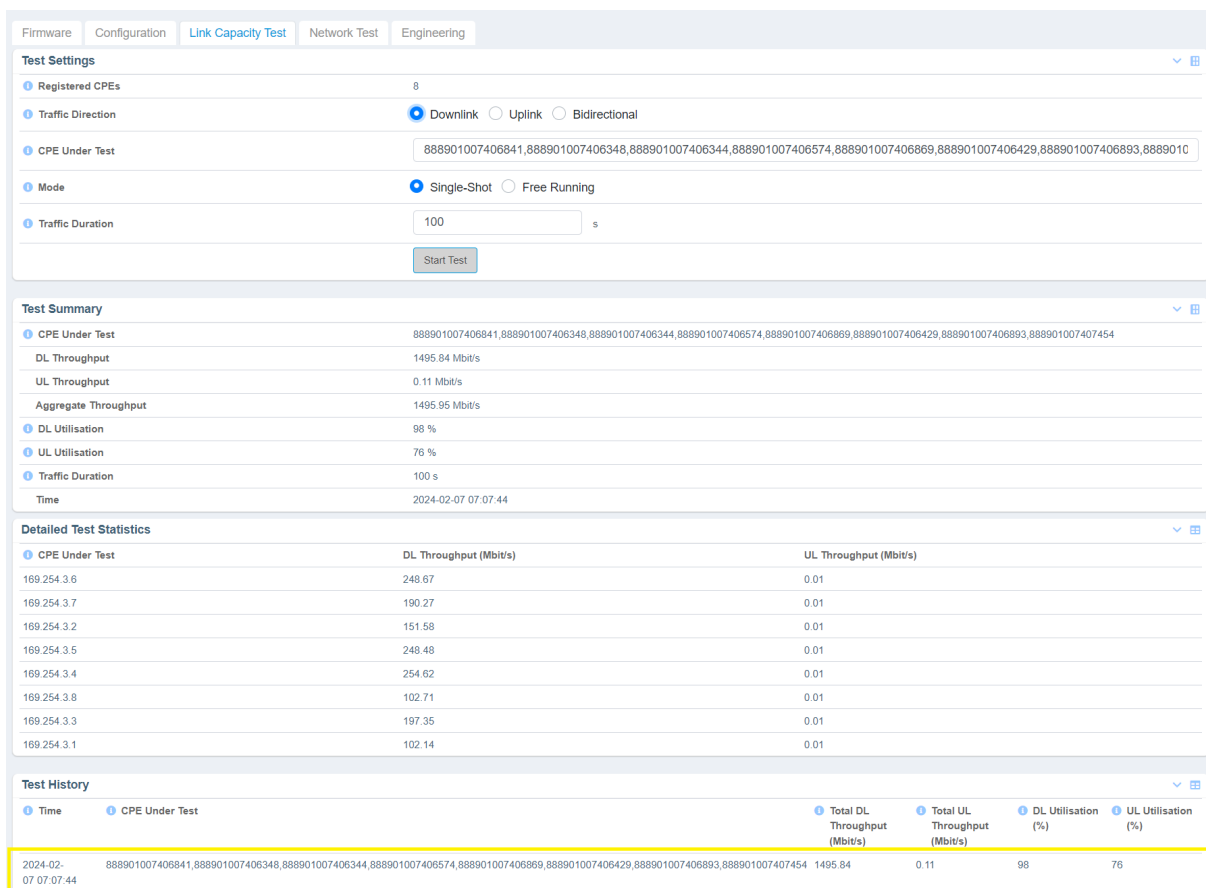 Firmware Configuration Link Capacity Test Network Test Engineering
Test Settings
Registered CPEs 8
Traffic Direction Downlink Uplink Bidirectional
CPE Under Test 888901007406841,888901007406348,888901007406344,888901007406574,888901007406869,888901007406429,888901007406893,8889010
Mode Single-Shot Free Running
Traffic Duration 100 s
Start Test
Test Summary
CPE Under Test 888901007406841,888901007406348,888901007406344,888901007406574,888901007406869,888901007406429,888901007406893,888901007407454
DL Throughput 1495.84 Mbit/s
UL Throughput 0.11 Mbit/s
Aggregate Throughput 1495.95 Mbit/s
DL Utilisation 98 %
UL Utilisation 76 %
Traffic Duration 100 s
Time 2024-02-07 07:07:44
Detailed Test Statistics
CPE Under Test DL Throughput (Mbit/s) UL Throughput (Mbit/s)
169.254.3.6 248.67 0.01
169.254.3.7 190.27 0.01
169.254.3.2 151.58 0.01
169.254.3.5 248.48 0.01
169.254.3.4 254.62 0.01
169.254.3.8 102.71 0.01
169.254.3.3 197.35 0.01
169.254.3.1 102.14 0.01
Test History
Time CPE Under Test Total DL Total UL DL Utilisation UL Utilisation
Throughput Throughput (%) (%)
(Mbit/s) (Mbit/s)
2024-02- 888901007406841,888901007406348,888901007406344,888901007406574,888901007406869,888901007406429,888901007406893,888901007407454 1495.84 0.11 98 76
07 07:07:44